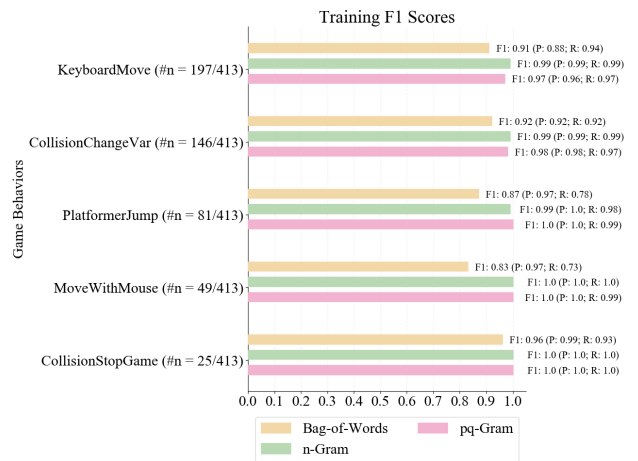 Training F1 Scores
Game Behaviors
KeyboardMove (#n = 197/413)
F1: 0.91 (P: 0.88; R: 0.94)
F1: 0.99 (P: 0.99; R: 0.99)
F1: 0.97 (P: 0.96; R: 0.97)
CollisionChangeVar (#n = 146/413)
F1: 0.92 (P: 0.92; R: 0.92)
F1: 0.99 (P: 0.99; R: 0.99)
F1: 0.98 (P: 0.98; R: 0.97)
PlatformerJump (#n = 81/413)
F1: 0.87 (P: 0.97; R: 0.78)
F1: 0.99 (P: 1.0; R: 0.98)
F1: 1.0 (P: 1.0; R: 0.99)
MoveWithMouse (#n = 49/413)
F1: 0.83 (P: 0.97; R: 0.73)
F1: 1.0 (P: 1.0; R: 1.0)
F1: 1.0 (P: 1.0; R: 0.99)
CollisionStopGame (#n = 25/413)
F1: 0.96 (P: 0.99; R: 0.93)
F1: 1.0 (P: 1.0; R: 1.0)
F1: 1.0 (P: 1.0; R: 1.0)
0.0 0.1 0.2 0.3 0.4 0.5 0.6 0.7 0.8 0.9 1.0
Bag-of-Words
n-Gram
pq-Gram